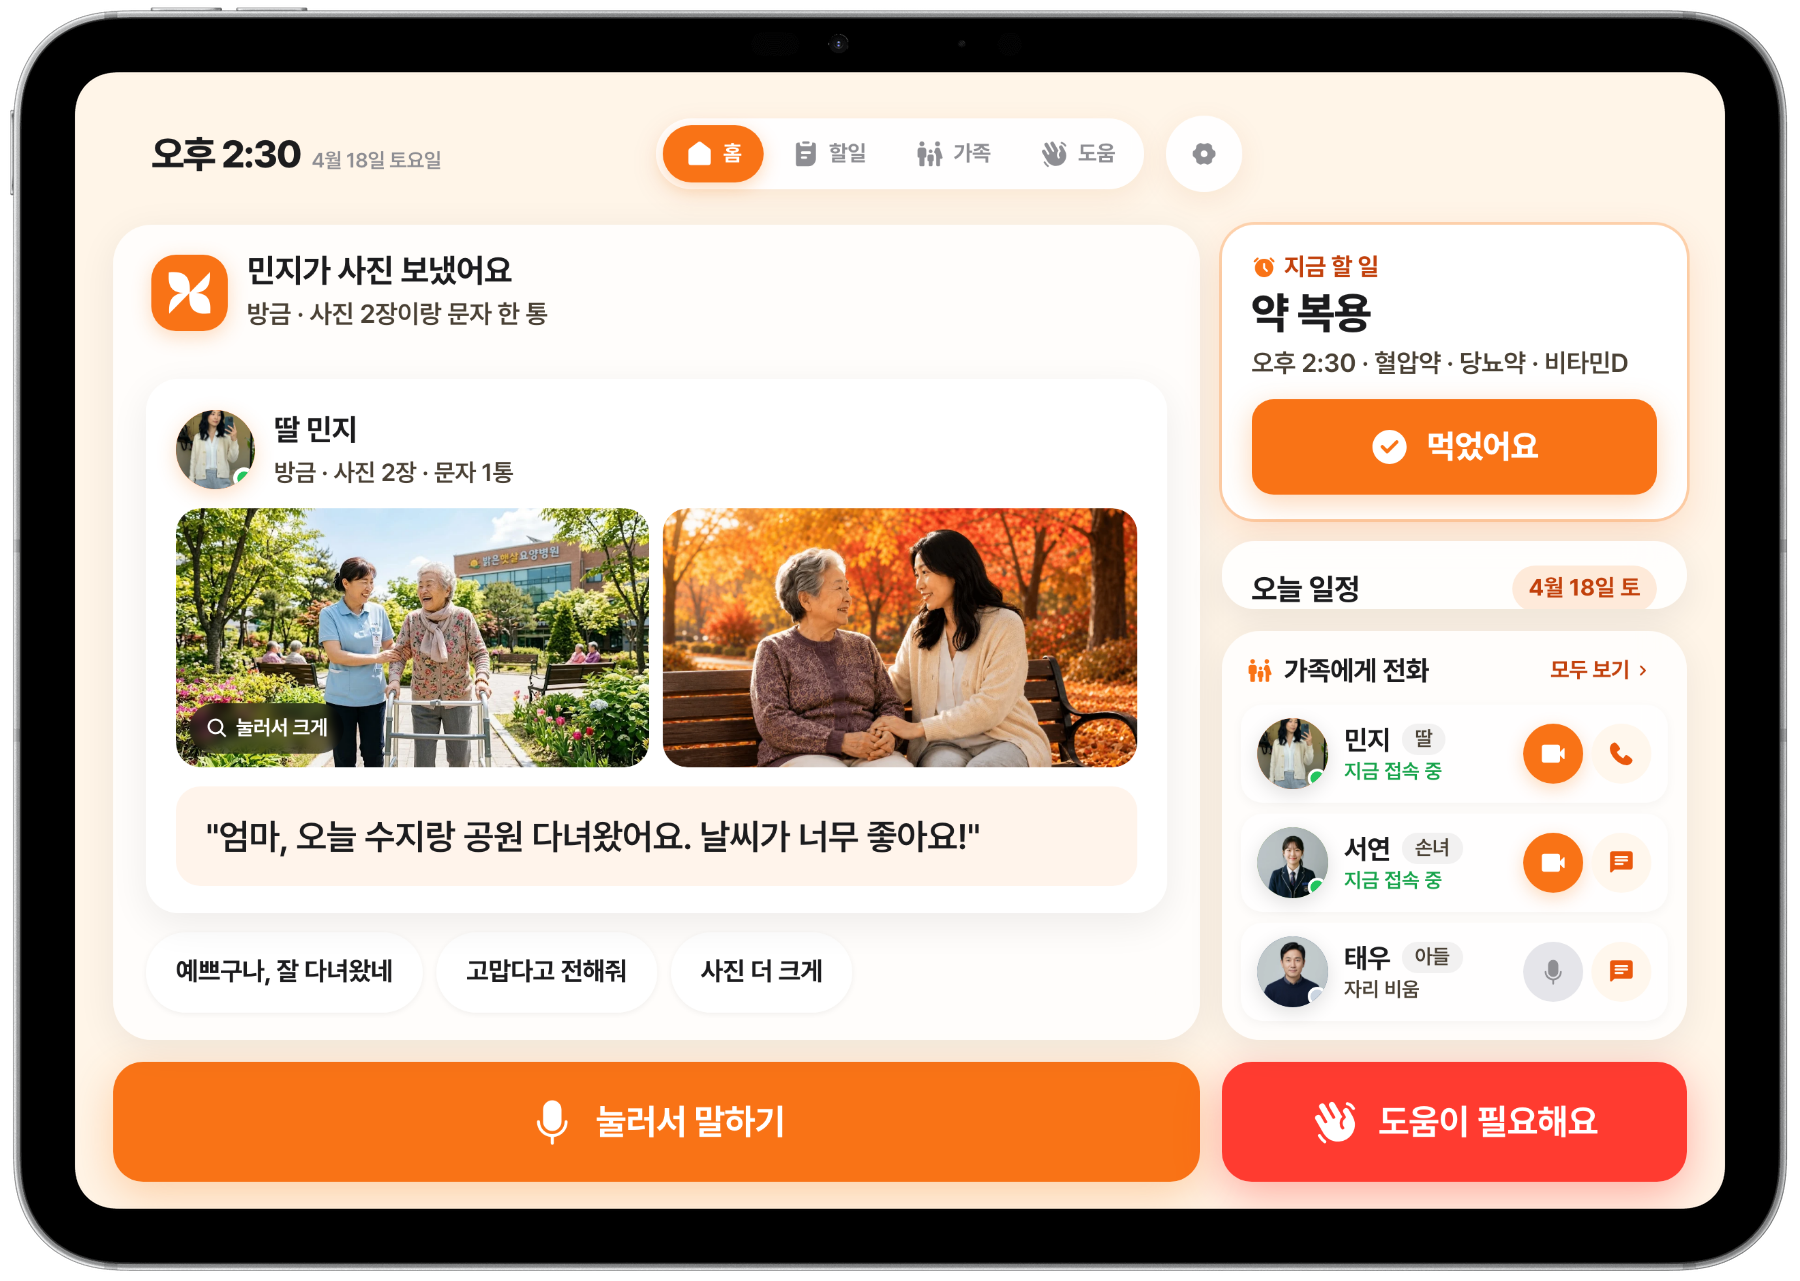 오후 2:30 4월 18일 토요일
홈
할일
가족
도움
민지가 사진 보냈어요
방금 · 사진 2장이랑 문자 한 통
딸 민지
방금 · 사진 2장 · 문자 1통
밝은햇살요양병원
눌러서 크게
"엄마, 오늘 수지랑 공원 다녀왔어요. 날씨가 너무 좋아요!"
예쁘구나, 잘 다녀왔네
고맙다고 전해줘
사진 더 크게
눌러서 말하기
지금 할 일
약 복용
오후 2:30 · 혈압약 · 당뇨약 · 비타민D
먹었어요
오늘 일정
4월 18일 토
가족에게 전화
모두 보기
민지 딸
지금 접속 중
서연 손녀
지금 접속 중
태우 아들
자리 비움
도움이 필요해요